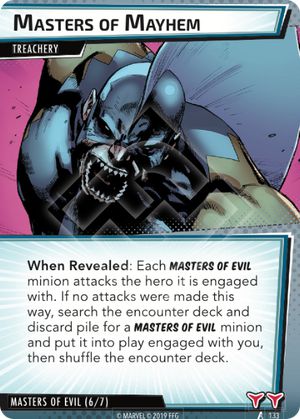 MASTERS OF MAYHEM
TREACHERY
When Revealed: Each MASTERS OF EVIL
minion attacks the hero it is engaged
with. If no attacks were made this
way, search the encounter deck and
discard pile for a MASTERS OF EVIL minion
and put it into play engaged with you,
then shuffle the encounter deck.
MASTERS OF EVIL (6/7)
© MARVEL © 2019 FFG
133